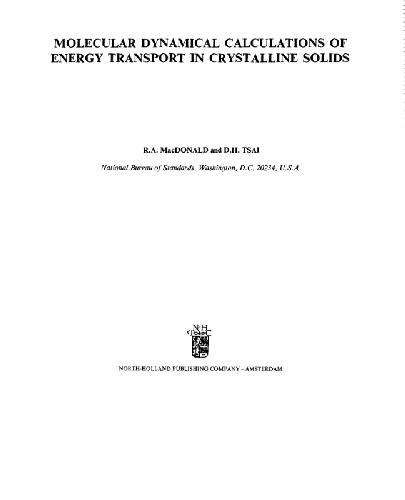 MOLECULAR DYNAMICAL CALCULATIONS OF
ENERGY TRANSPORT IN CRYSTALLINE SOLIDS
R.A. MacDONALD and D.H. TSAI
National Bureau of Standards, Washington, D.C. 20234, U.S.A.
NORTH-HOLLAND PUBLISHING COMPANY – AMSTERDAM